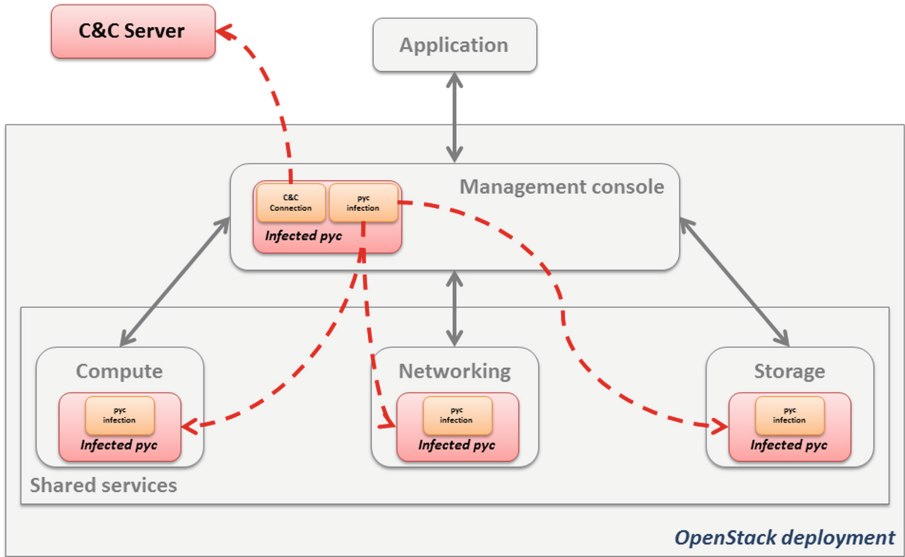 C&C Server
Application
Management console
C&C
Connection
pyc
infection
Infected pyc
Compute
pyc
infection
Infected pyc
Networking
pyc
infection
Infected pyc
Storage
pyc
infection
Infected pyc
Shared services
OpenStack deployment